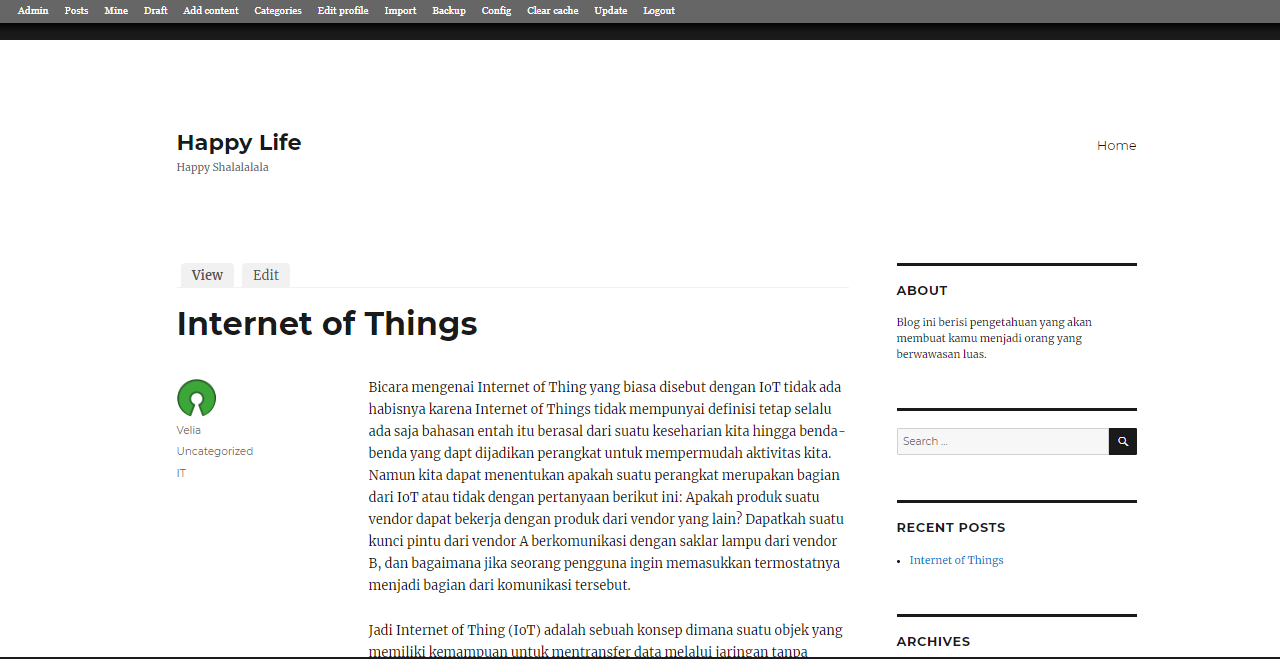 Admin Posts Mine Draft Add content Categories Edit profile Import Backup Config Clear cache Update Logout
Happy Life
Happy Shalalalala
Home
View Edit
Internet of Things
Velia
Uncategorized
IT
Bicara mengenai Internet of Thing yang biasa disebut dengan IoT tidak ada
habisnya karena Internet of Things tidak mempunyai definisi tetap selalu
ada saja bahasan entah itu berasal dari suatu keseharian kita hingga benda-
benda yang dapt dijadikan perangkat untuk mempermudah aktivitas kita.
Namun kita dapat menentukan apakah suatu perangkat merupakan bagian
dari IoT atau tidak dengan pertanyaan berikut ini: Apakah produk suatu
vendor dapat bekerja dengan produk dari vendor yang lain? Dapatkah suatu
kunci pintu dari vendor A berkomunikasi dengan saklar lampu dari vendor
B, dan bagaimana jika seorang pengguna ingin memasukkan termostatnya
menjadi bagian dari komunikasi tersebut.
Jadi Internet of Thing (IoT) adalah sebuah konsep dimana suatu objek yang
memiliki kemampuan untuk mentransfer data melalui jaringan tanpa
ABOUT
Blog ini berisi pengetahuan yang akan
membuat kamu menjadi orang yang
berwawasan luas.
Search ...
RECENT POSTS
Internet of Things
ARCHIVES